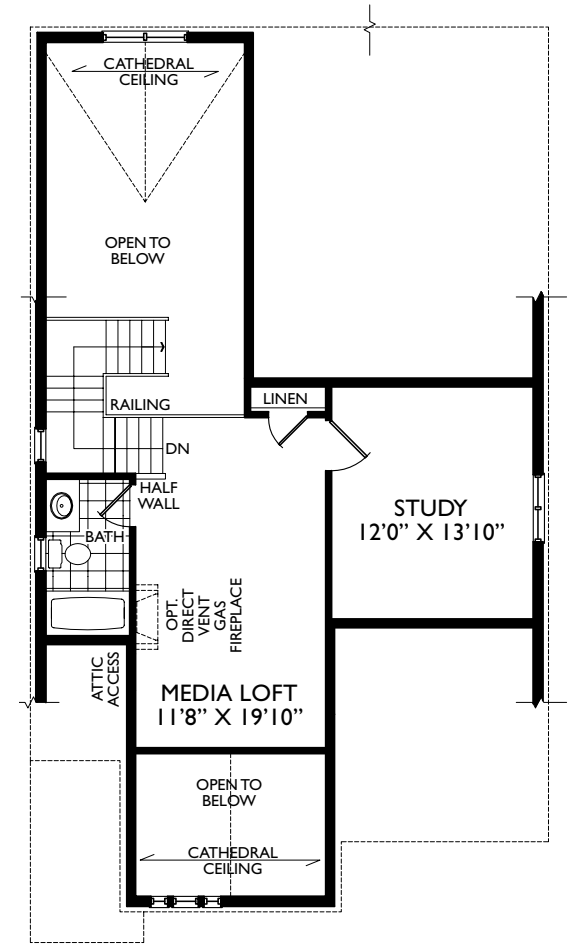 CATHEDRAL
CEILING
OPEN TO
BELOW
RAILING
LINEN
DN
HALF
WALL
BATH
STUDY
12'0" X 13'10"
OPT.
DIRECT
VENT
GAS
FIREPLACE
ATTIC
ACCESS
MEDIA LOFT
11'8" X 19'10"
OPEN TO
BELOW
CATHEDRAL
CEILING